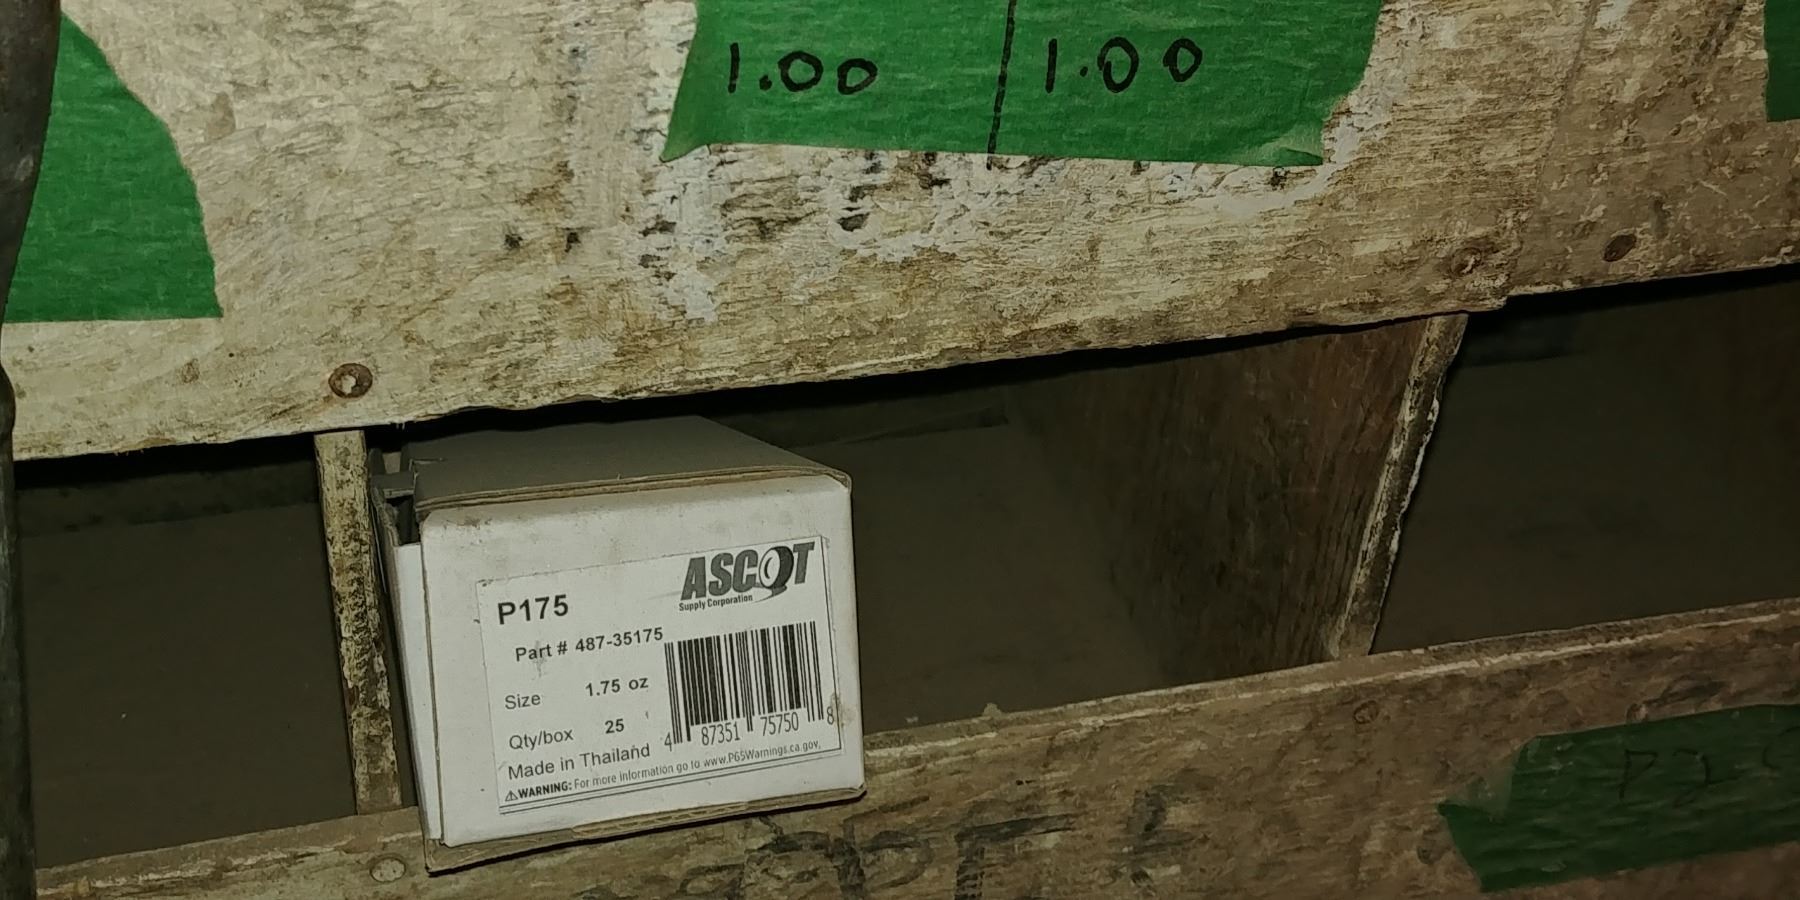 1.00 1.00
ASCOT
Supply Corporation
P175
Part # 487-35175
Size 1.75 oz
Qty/box 25
4 87351 75750 8
Made in Thailand
⚠WARNING: For more information go to www.P65Warnings.ca.gov.